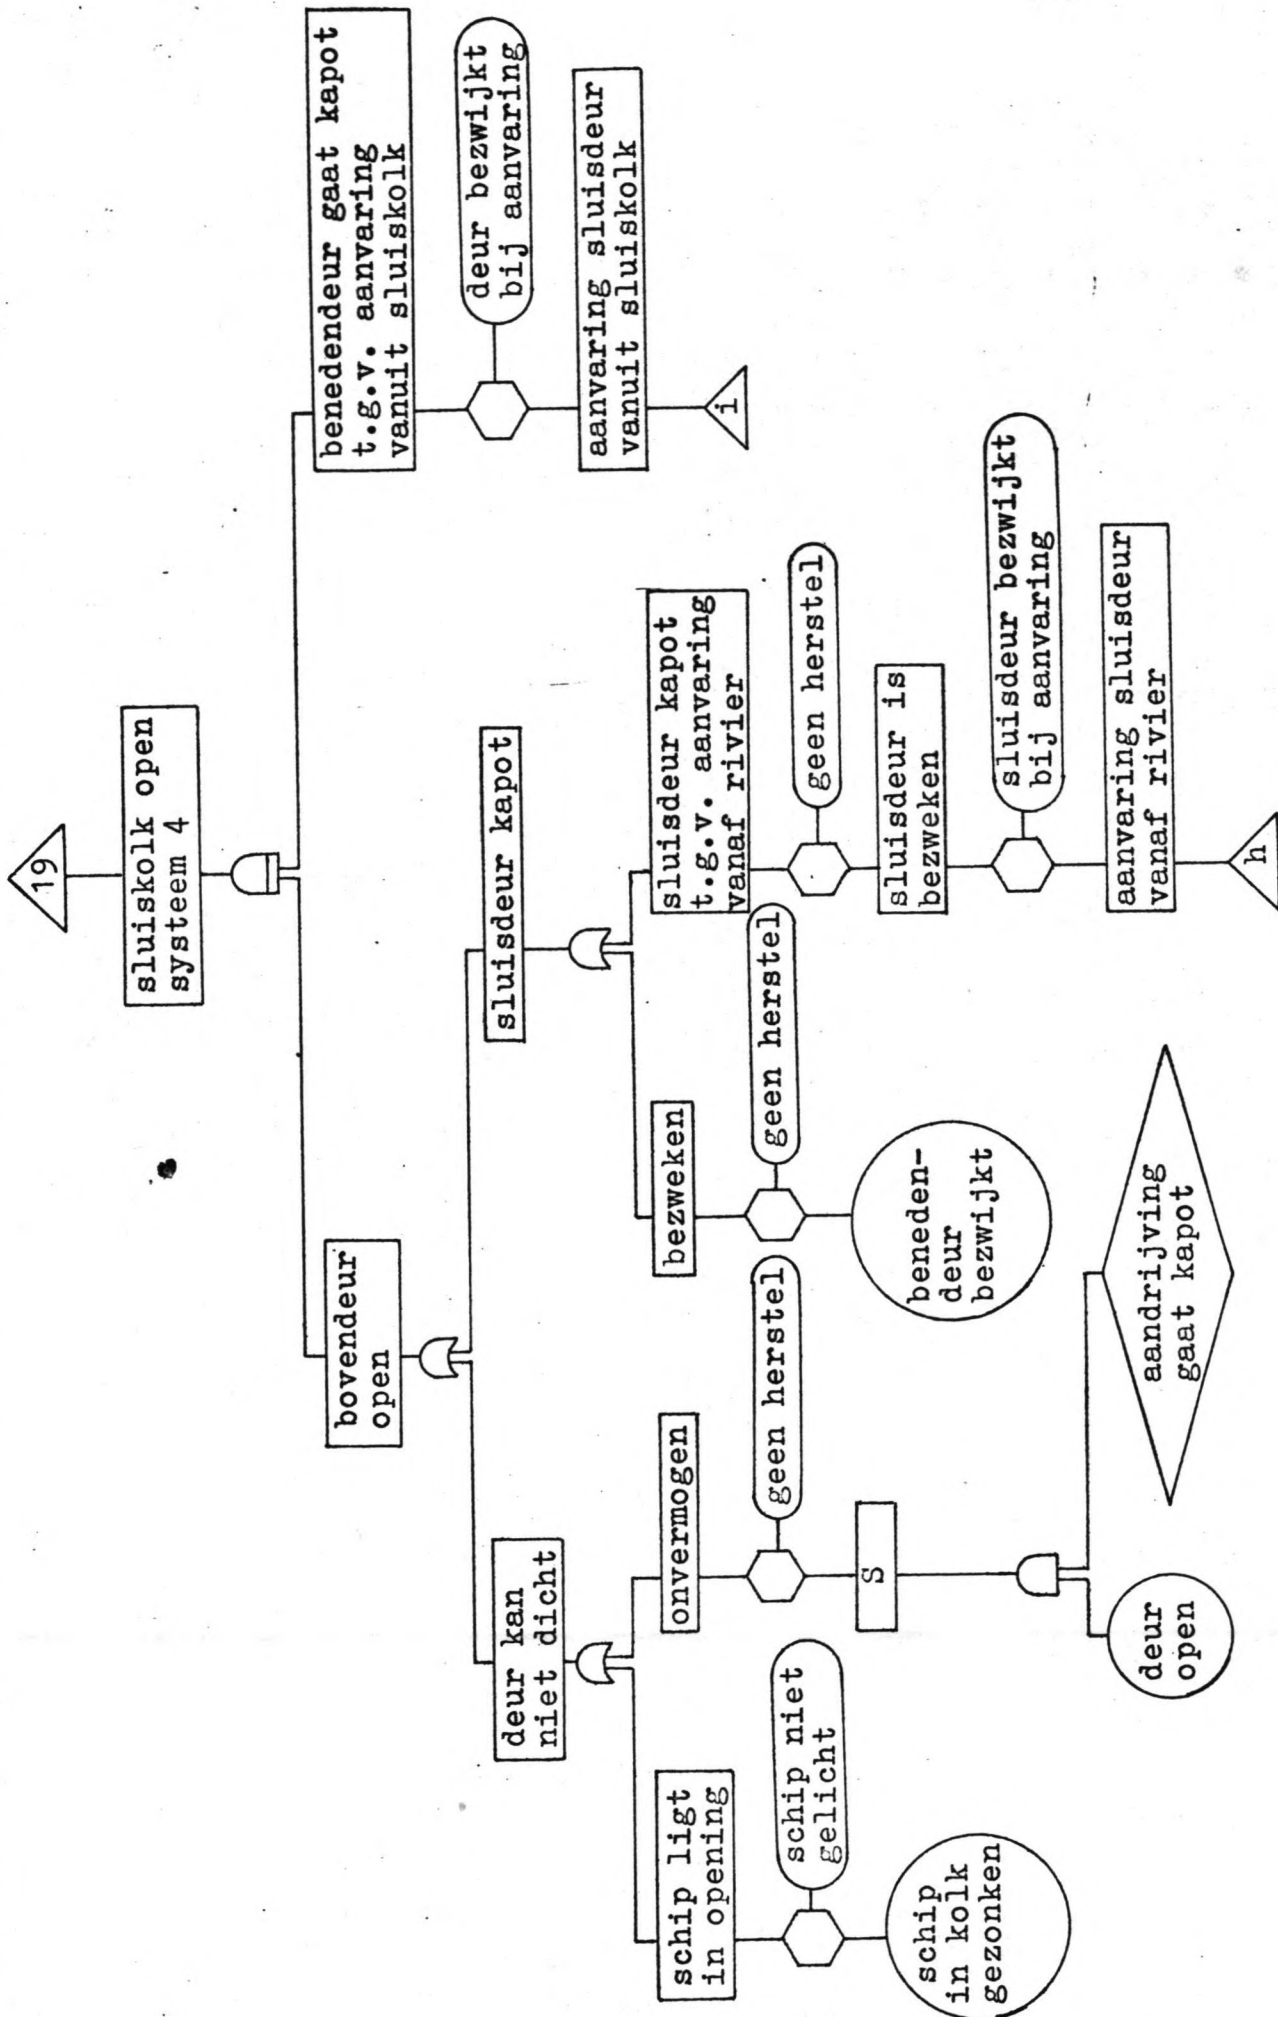 19
sluiskolk open
systeem 4
bovendeur
open
benedendeur gaat kapot
t.g.v. aanvaring
vanuit sluiskolk
deur bezwijkt
bij aanvaring
aanvaring sluisdeur
vanuit sluiskolk
i
deur kan
niet dicht
sluisdeur kapot
schip ligt
in opening
schip niet
gelicht
schip
in kolk
gezonken
onvermogen
geen herstel
S
deur
open
aandrijving
gaat kapot
bezweken
geen herstel
beneden-
deur
bezwijkt
sluisdeur kapot
t.g.v. aanvaring
vanaf rivier
geen herstel
sluisdeur is
bezweken
sluisdeur bezwijkt
bij aanvaring
aanvaring sluisdeur
vanaf rivier
h